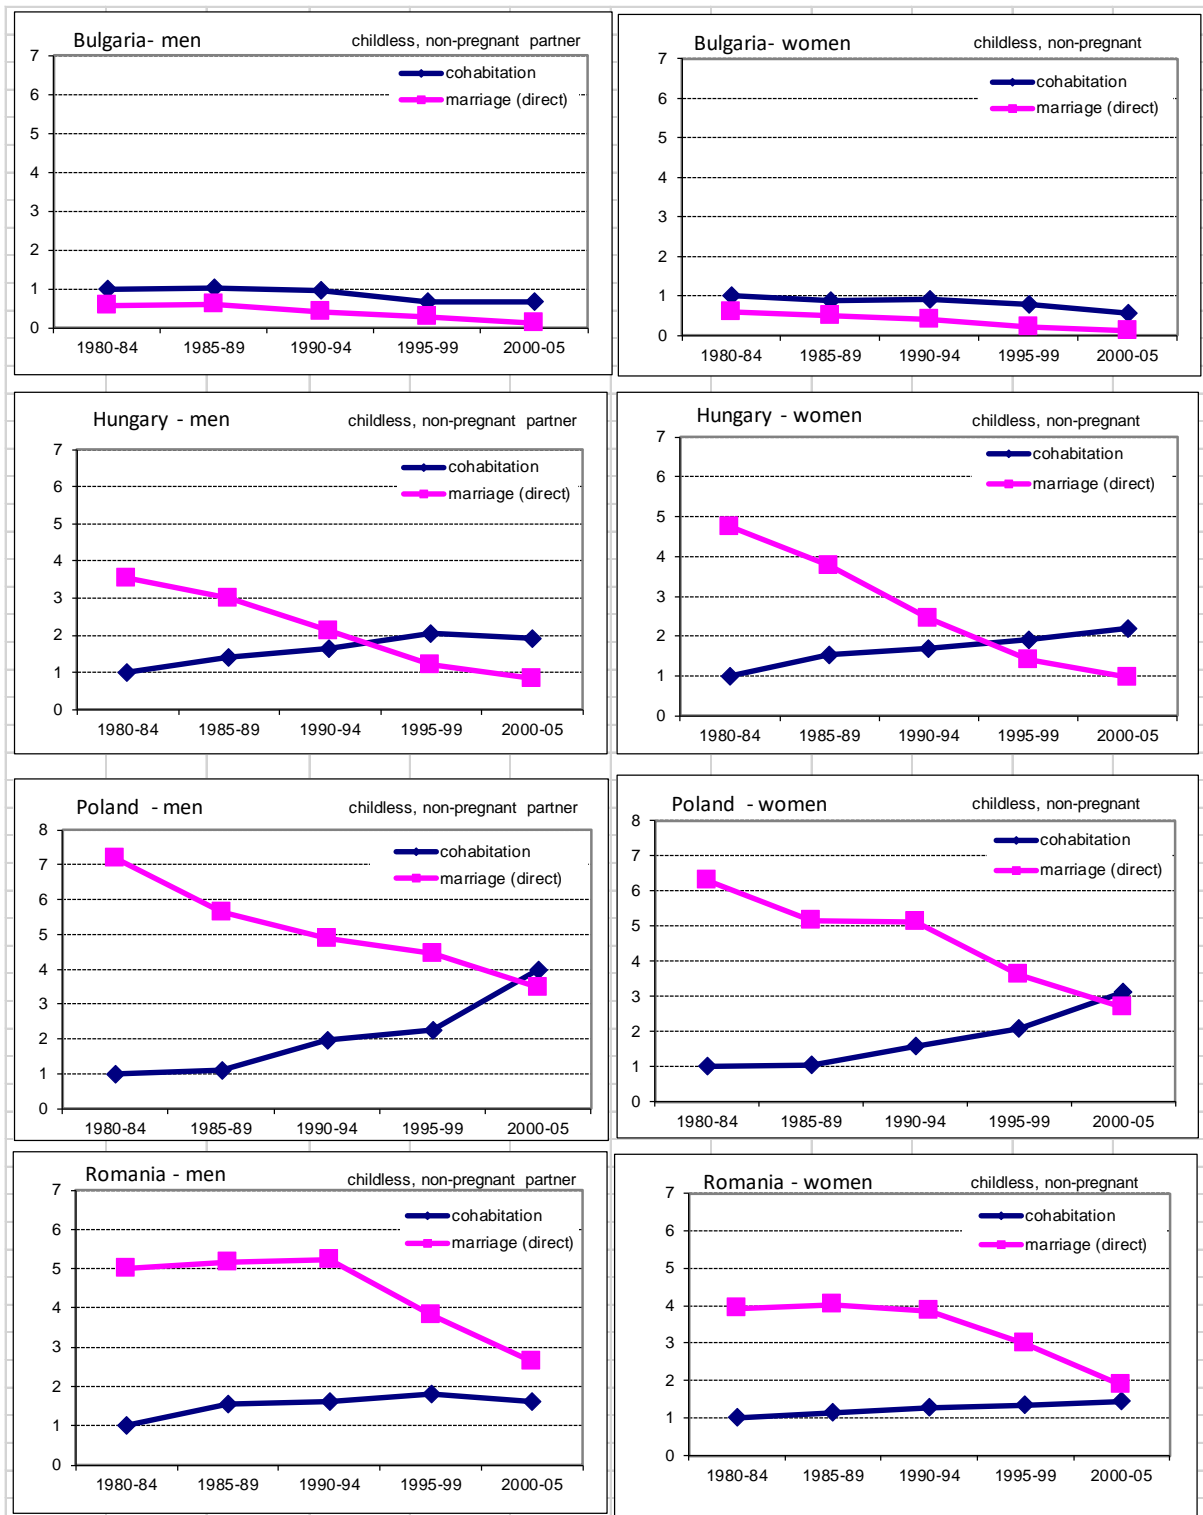 Bulgaria- men childless, non-pregnant partner
7
cohabitation
6
marriage (direct)
5
4
3
2
1
0
1980-84 1985-89 1990-94 1995-99 2000-05
Bulgaria- women childless, non-pregnant
7
cohabitation
6
marriage (direct)
5
4
3
2
1
0
1980-84 1985-89 1990-94 1995-99 2000-05
Hungary - men childless, non-pregnant partner
7
cohabitation
6
marriage (direct)
5
4
3
2
1
0
1980-84 1985-89 1990-94 1995-99 2000-05
Hungary - women childless, non-pregnant
7
cohabitation
6
marriage (direct)
5
4
3
2
1
0
1980-84 1985-89 1990-94 1995-99 2000-05
Poland - men childless, non-pregnant partner
8
cohabitation
7
marriage (direct)
6
5
4
3
2
1
0
1980-84 1985-89 1990-94 1995-99 2000-05
Poland - women childless, non-pregnant
8
cohabitation
7
marriage (direct)
6
5
4
3
2
1
0
1980-84 1985-89 1990-94 1995-99 2000-05
Romania - men childless, non-pregnant partner
7
cohabitation
6
marriage (direct)
5
4
3
2
1
0
1980-84 1985-89 1990-94 1995-99 2000-05
Romania - women childless, non-pregnant
7
cohabitation
6
marriage (direct)
5
4
3
2
1
0
1980-84 1985-89 1990-94 1995-99 2000-05